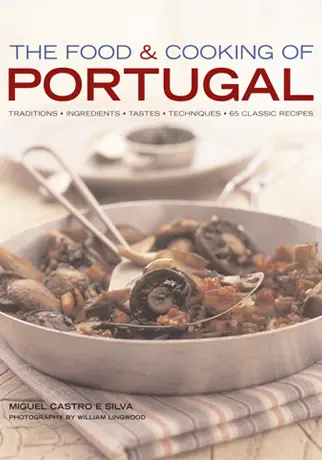 THE FOOD & COOKING OF
PORTUGAL
TRADITIONS • INGREDIENTS • TASTES • TECHNIQUES • 65 CLASSIC RECIPES
MIGUEL CASTRO E SILVA
PHOTOGRAPHY BY WILLIAM LINGWOOD